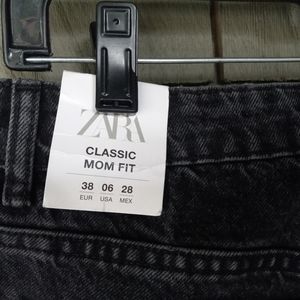 ZARA
CLASSIC
MOM FIT
38 06 28
EUR USA MEX